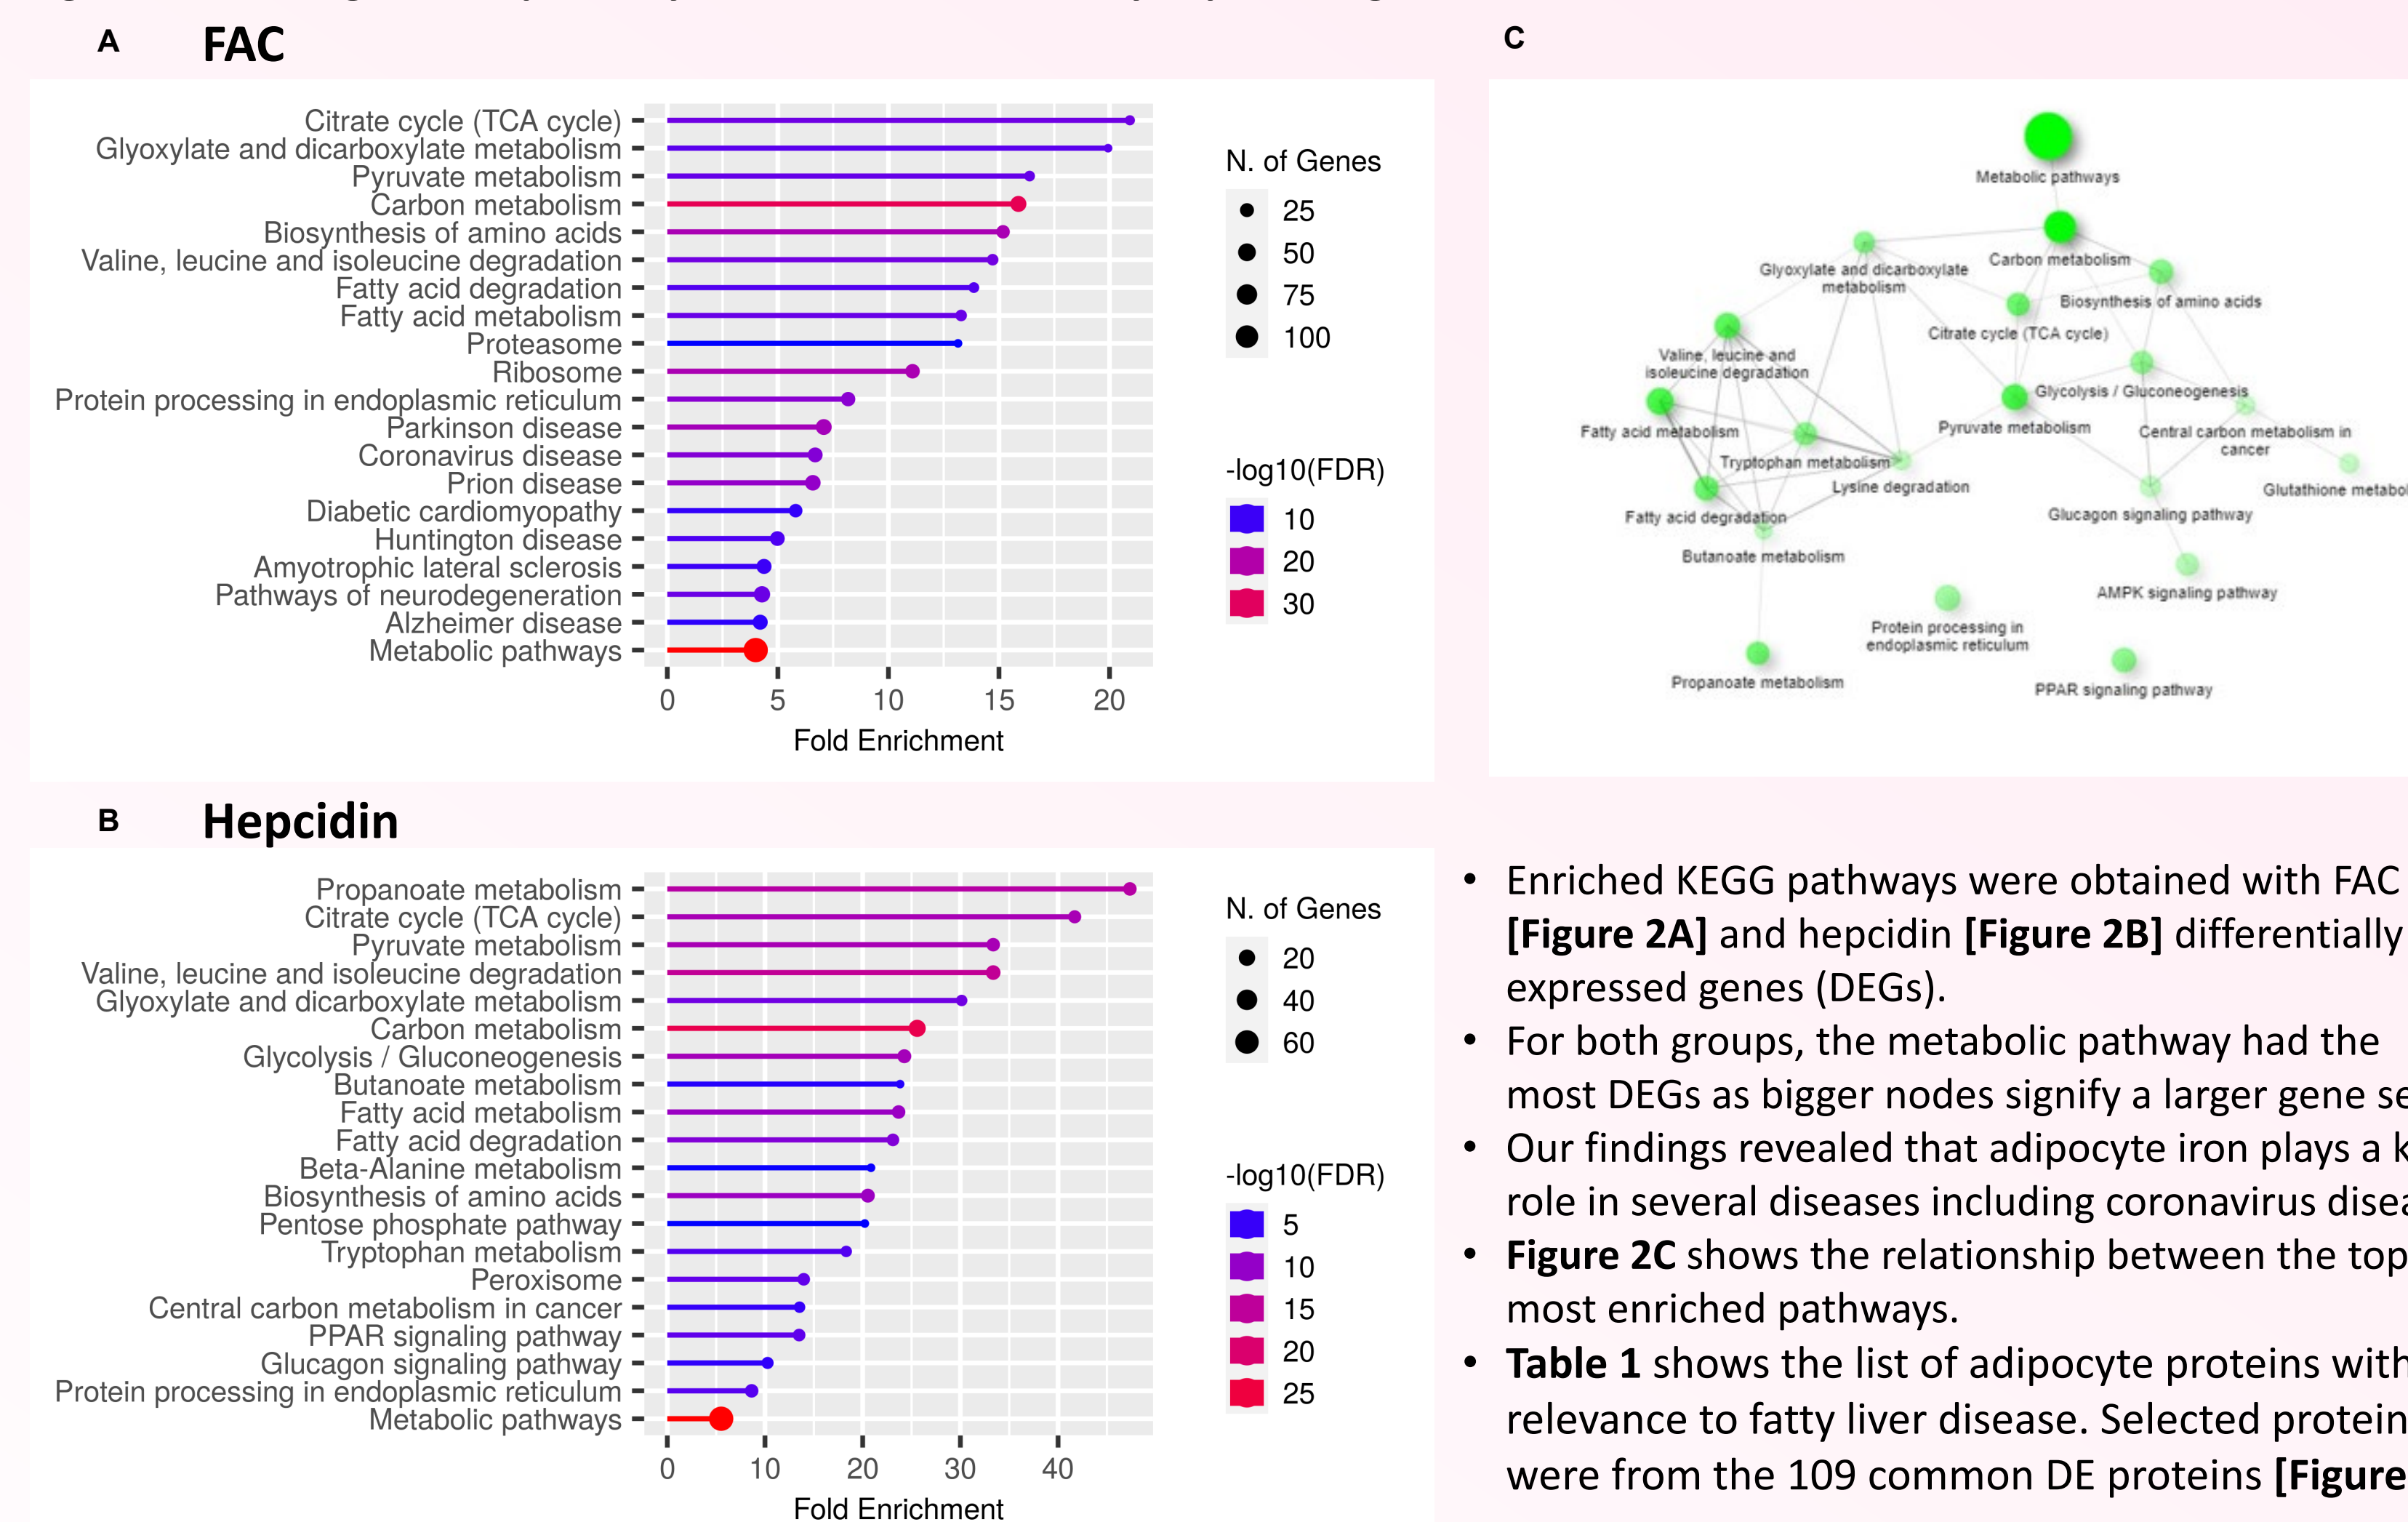 A FAC
Citrate cycle (TCA cycle)
Glyoxylate and dicarboxylate metabolism
Pyruvate metabolism
Carbon metabolism
Biosynthesis of amino acids
Valine, leucine and isoleucine degradation
Fatty acid degradation
Fatty acid metabolism
Proteasome
Ribosome
Protein processing in endoplasmic reticulum
Parkinson disease
Coronavirus disease
Prion disease
Diabetic cardiomyopathy
Huntington disease
Amyotrophic lateral sclerosis
Pathways of neurodegeneration
Alzheimer disease
Metabolic pathways
0 5 10 15 20
Fold Enrichment
N. of Genes
25
50
75
100
-log10(FDR)
10
20
30
C
Metabolic pathways
Carbon metabolism
Glyoxylate and dicarboxylate
metabolism
Biosynthesis of amino acids
Citrate cycle (TCA cycle)
Valine, leucine and
isoleucine degradation
Glycolysis / Gluconeogenesis
Fatty acid metabolism
Pyruvate metabolism
Central carbon metabolism in
cancer
Tryptophan metabolism
Lysine degradation
Glutathione metabol
Fatty acid degradation
Glucagon signaling pathway
Butanoate metabolism
AMPK signaling pathway
Protein processing in
endoplasmic reticulum
Propanoate metabolism
PPAR signaling pathway
B Hepcidin
Propanoate metabolism
Citrate cycle (TCA cycle)
Pyruvate metabolism
Valine, leucine and isoleucine degradation
Glyoxylate and dicarboxylate metabolism
Carbon metabolism
Glycolysis / Gluconeogenesis
Butanoate metabolism
Fatty acid metabolism
Fatty acid degradation
Beta-Alanine metabolism
Biosynthesis of amino acids
Pentose phosphate pathway
Tryptophan metabolism
Peroxisome
Central carbon metabolism in cancer
PPAR signaling pathway
Glucagon signaling pathway
Protein processing in endoplasmic reticulum
Metabolic pathways
0 10 20 30 40
Fold Enrichment
N. of Genes
20
40
60
-log10(FDR)
5
10
15
20
25
• Enriched KEGG pathways were obtained with FAC
[Figure 2A] and hepcidin [Figure 2B] differentially
expressed genes (DEGs).
• For both groups, the metabolic pathway had the
most DEGs as bigger nodes signify a larger gene se
• Our findings revealed that adipocyte iron plays a k
role in several diseases including coronavirus disea
• Figure 2C shows the relationship between the top
most enriched pathways.
• Table 1 shows the list of adipocyte proteins with
relevance to fatty liver disease. Selected protein
were from the 109 common DE proteins [Figure